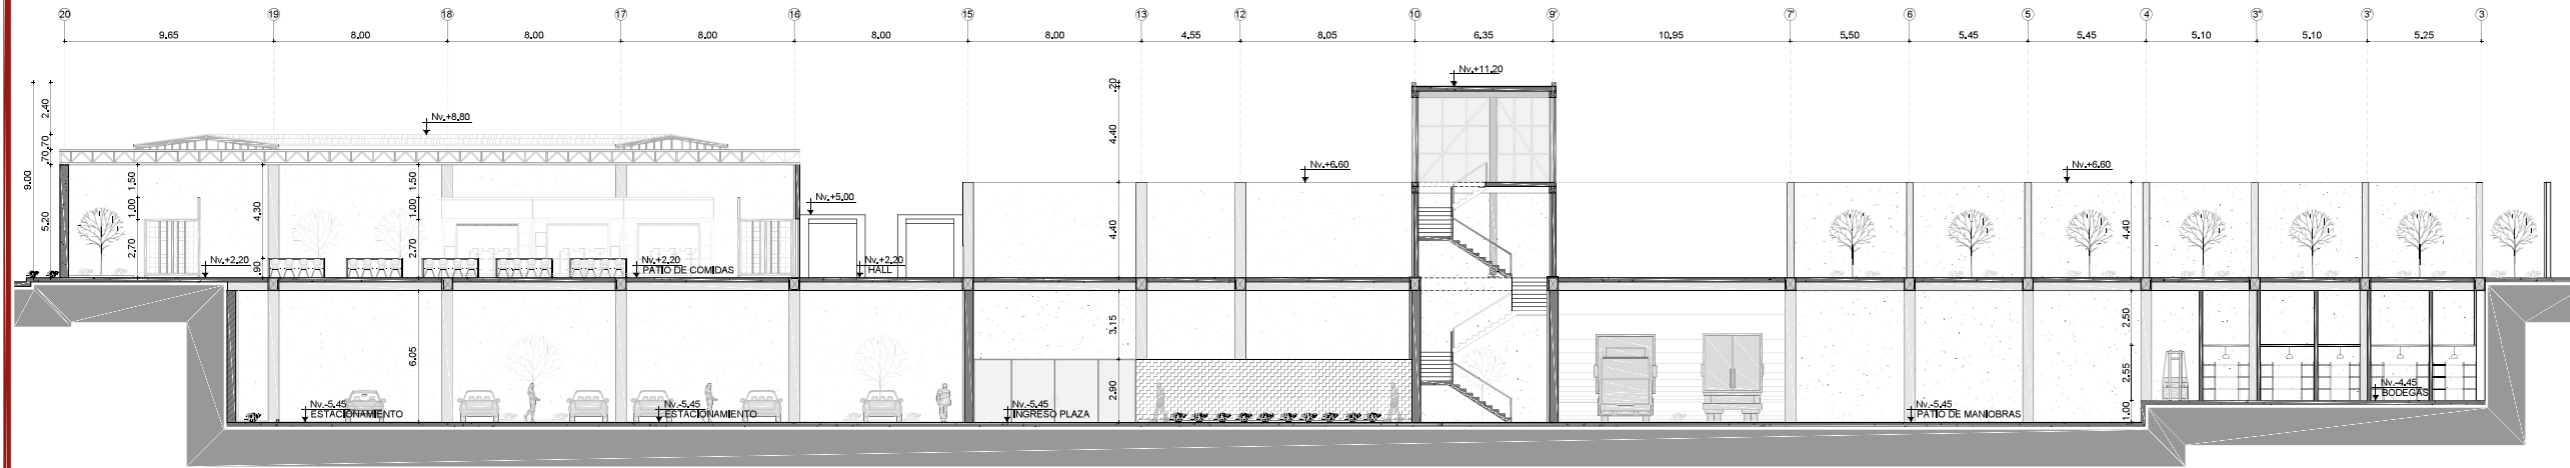 20 19 18 17 16 15 13 12 10 9' 7' 6 5 4 3'' 3' 3
9.65 8.00 8.00 8.00 8.00 8.00 4.55 8.05 6.35 10.95 5.50 5.45 5.45 5.10 5.10 5.25
Nv.+11.20
.20
2.40
Nv.+8.80
4.40
.70
.70
Nv.+6.60
Nv.+6.60
9.00
1.50
1.50
Nv.+5.00
5.20
1.00
4.30
1.00
4.40
4.40
2.70
2.70
.90
Nv.+2.20
Nv.+2.20
PATIO DE COMIDAS
Nv.+2.20
HALL
3.15
2.50
6.05
2.90
2.55
1.00
Nv.-4.45
BODEGAS
Nv.-5.45
ESTACIONAMIENTO
Nv.-5.45
ESTACIONAMIENTO
Nv.-5.45
INGRESO PLAZA
Nv.-5.45
PATIO DE MANIOBRAS